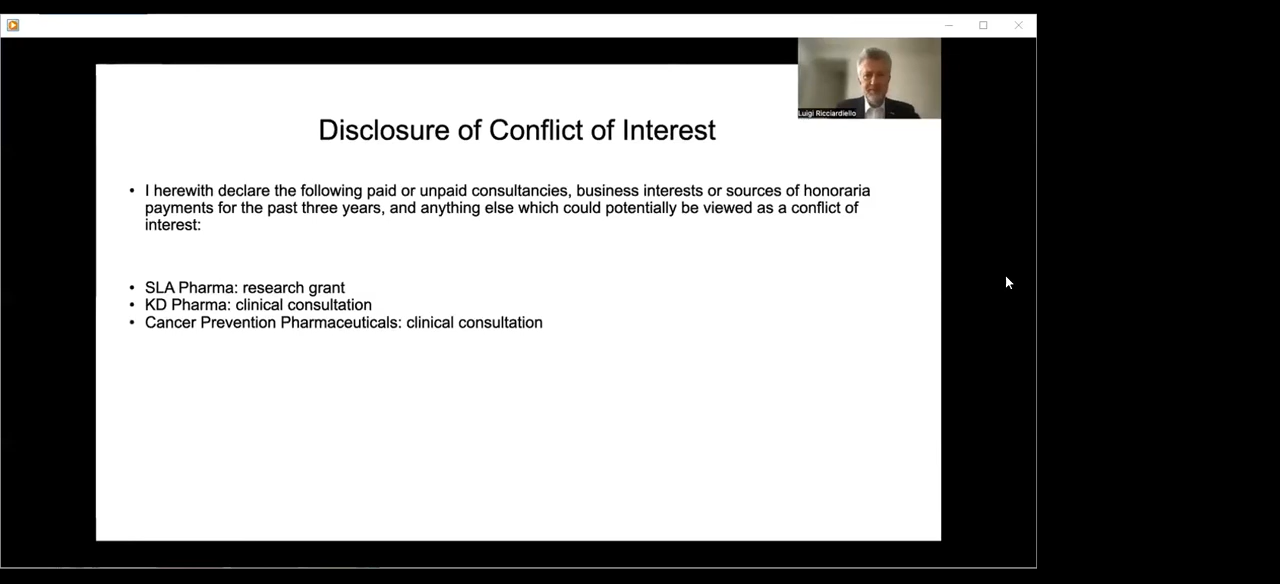 Luigi Ricciardiello
Disclosure of Conflict of Interest
• I herewith declare the following paid or unpaid consultancies, business interests or sources of honoraria
payments for the past three years, and anything else which could potentially be viewed as a conflict of
interest:
• SLA Pharma: research grant
• KD Pharma: clinical consultation
• Cancer Prevention Pharmaceuticals: clinical consultation